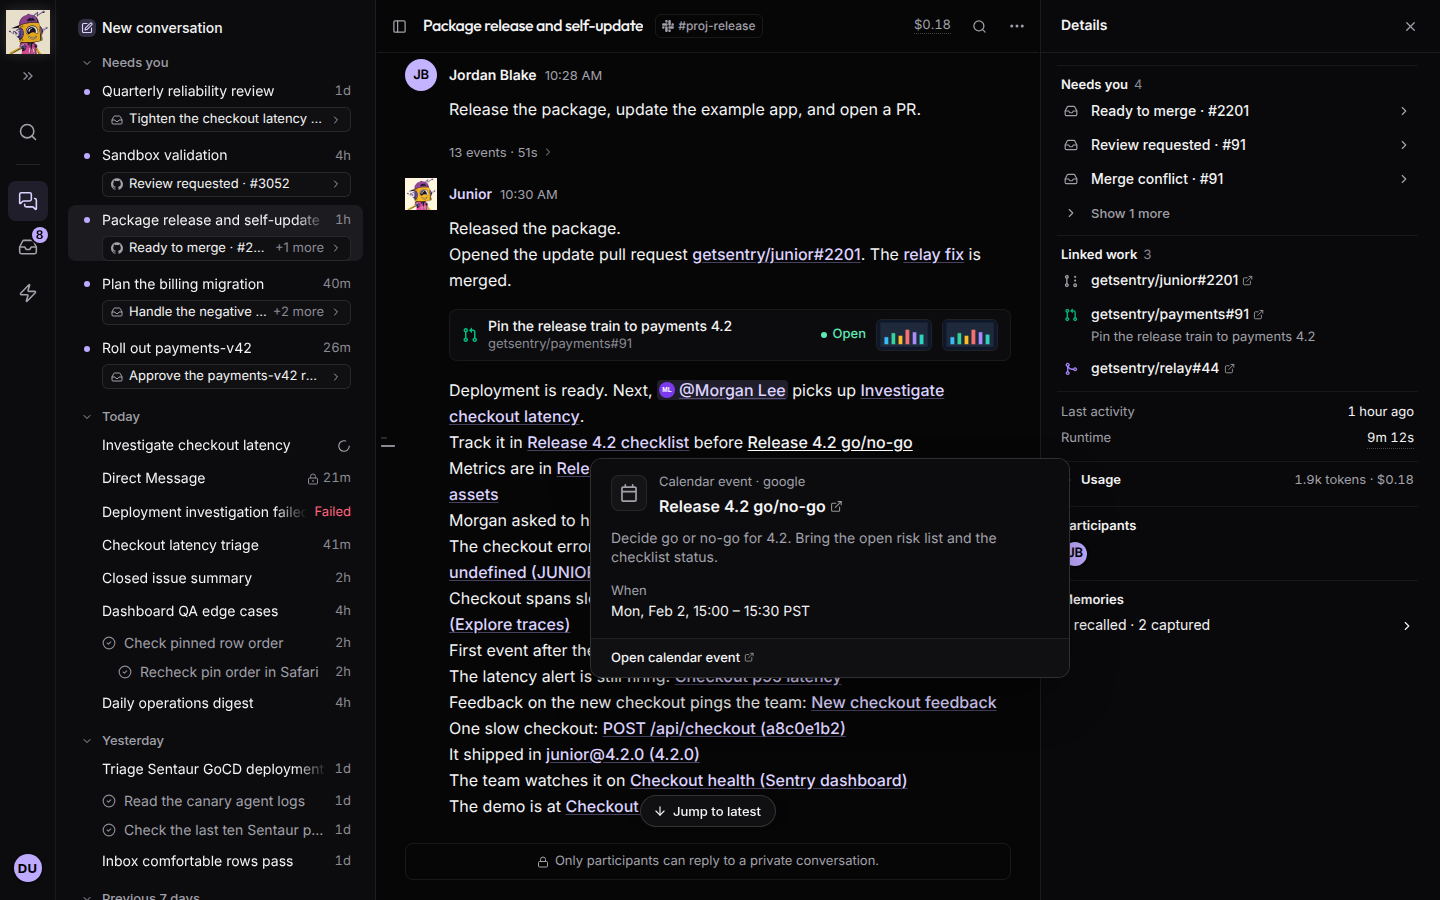 New conversation
Needs you
Quarterly reliability review 1d
Tighten the checkout latency ...
Sandbox validation 4h
Review requested · #3052
Package release and self-update 1h
Ready to merge · #2... +1 more
Plan the billing migration 40m
Handle the negative ... +2 more
Roll out payments-v42 26m
Approve the payments-v42 r...
Today
Investigate checkout latency
Direct Message 21m
Deployment investigation failed Failed
Checkout latency triage 41m
Closed issue summary 2h
Dashboard QA edge cases 4h
Check pinned row order 2h
Recheck pin order in Safari 2h
Daily operations digest 4h
Yesterday
Triage Sentaur GoCD deployment 1d
Read the canary agent logs 1d
Check the last ten Sentaur p... 1d
Inbox comfortable rows pass 1d
Previous 7 days
8
DU
Package release and self-update #proj-release $0.18
JB Jordan Blake 10:28 AM
Release the package, update the example app, and open a PR.
13 events · 51s
Junior 10:30 AM
Released the package.
Opened the update pull request getsentry/junior#2201. The relay fix is
merged.
Pin the release train to payments 4.2
getsentry/payments#91
Open
Deployment is ready. Next, ML @Morgan Lee picks up Investigate
checkout latency.
Track it in Release 4.2 checklist before Release 4.2 go/no-go
Metrics are in Rele
assets
Morgan asked to h
The checkout error
undefined (JUNIOR
Checkout spans slo
(Explore traces)
First event after the
The latency alert is still firing: Checkout p95 latency
Feedback on the new checkout pings the team: New checkout feedback
One slow checkout: POST /api/checkout (a8c0e1b2)
It shipped in junior@4.2.0 (4.2.0)
The team watches it on Checkout health (Sentry dashboard)
The demo is at Checkout
Jump to latest
Only participants can reply to a private conversation.
Calendar event · google
Release 4.2 go/no-go
Decide go or no-go for 4.2. Bring the open risk list and the
checklist status.
When
Mon, Feb 2, 15:00 – 15:30 PST
Open calendar event
Details
Needs you 4
Ready to merge · #2201
Review requested · #91
Merge conflict · #91
Show 1 more
Linked work 3
getsentry/junior#2201
getsentry/payments#91
Pin the release train to payments 4.2
getsentry/relay#44
Last activity 1 hour ago
Runtime 9m 12s
Usage 1.9k tokens · $0.18
articipants
JB
emories
recalled · 2 captured